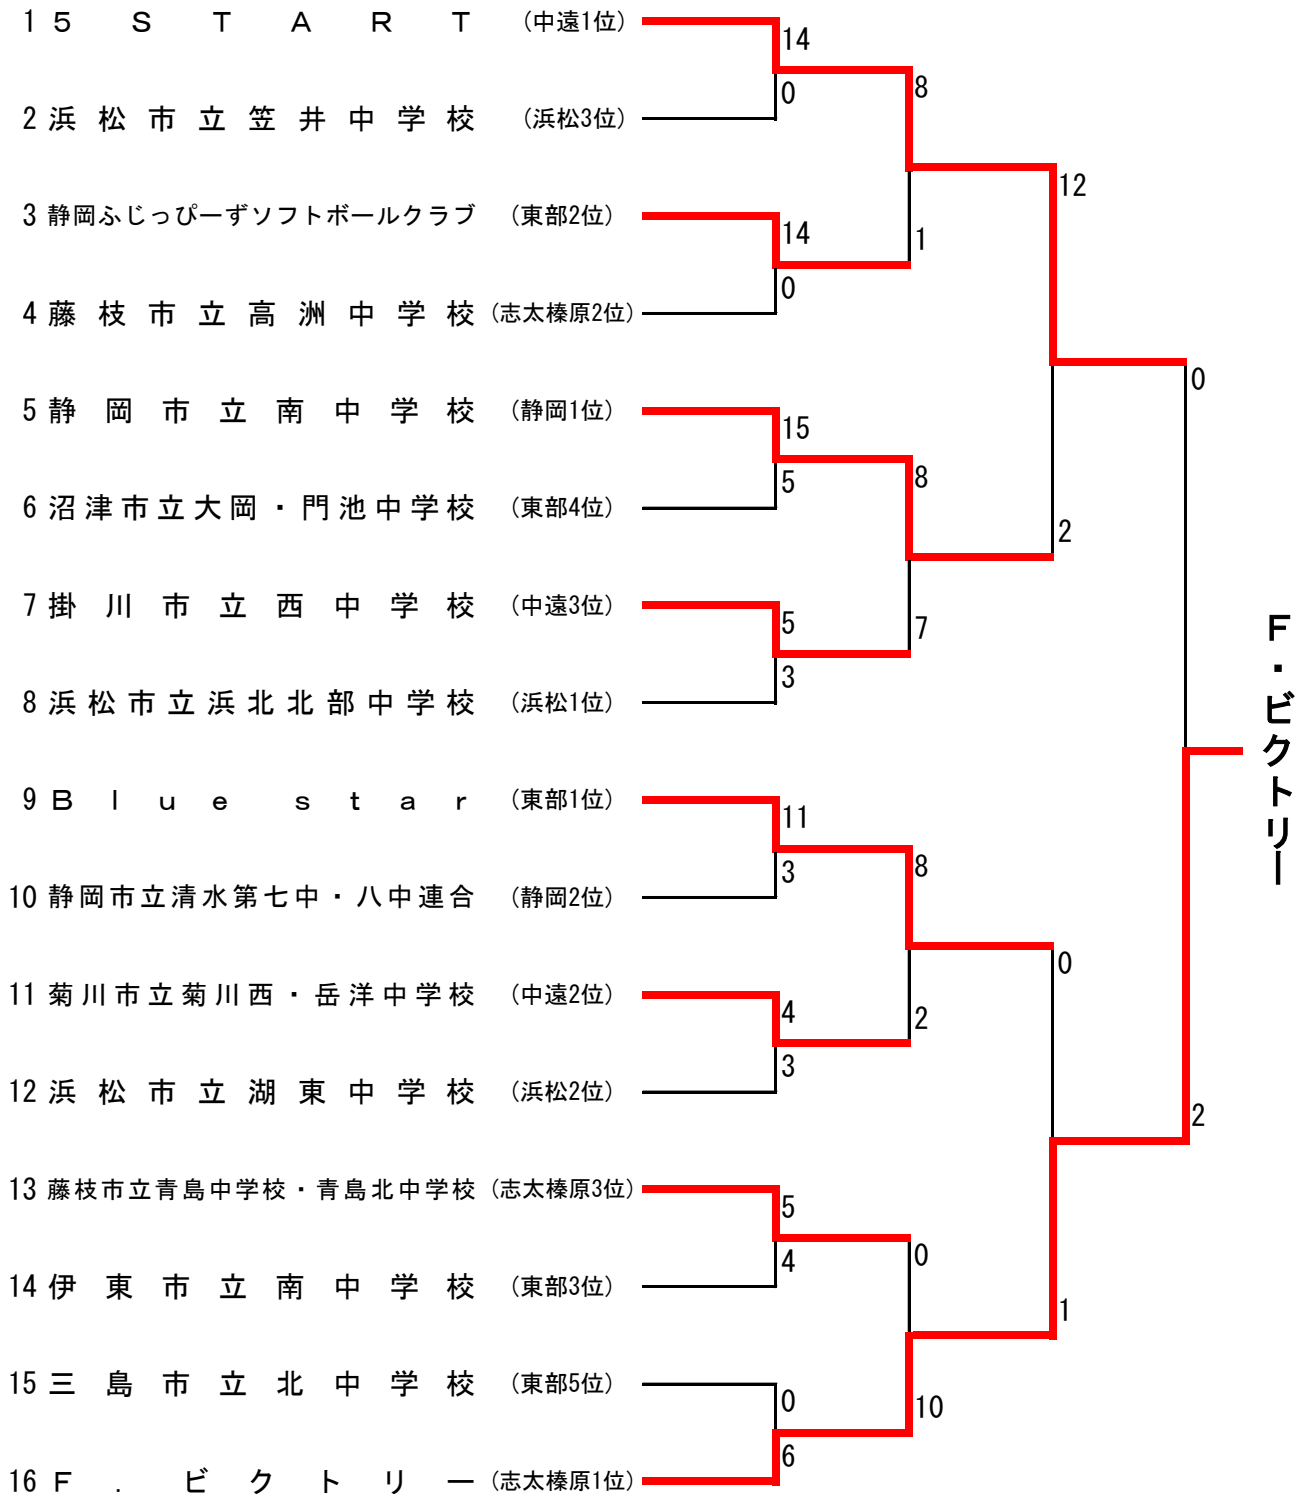 1 5 S T A R T (中遠1位)
14
8
0
2 浜松市立笠井中学校 (浜松3位)
12
3 静岡ふじっぴーずソフトボールクラブ (東部2位)
14
1
0
4 藤枝市立高洲中学校 (志太榛原2位)
0
5 静岡市立南中学校 (静岡1位)
15
8
5
6 沼津市立大岡・門池中学校 (東部4位)
2
7 掛川市立西中学校 (中遠3位)
5
7
3
8 浜松市立浜北北部中学校 (浜松1位)
F・ビクトリー
9 B l u e s t a r (東部1位)
11
8
3
10 静岡市立清水第七中・八中連合 (静岡2位)
0
11 菊川市立菊川西・岳洋中学校 (中遠2位)
4
2
3
12 浜松市立湖東中学校 (浜松2位)
2
13 藤枝市立青島中学校・青島北中学校 (志太榛原3位)
5
0
4
14 伊東市立南中学校 (東部3位)
1
15 三島市立北中学校 (東部5位)
0
10
6
16 F．ビクトリー (志太榛原1位)